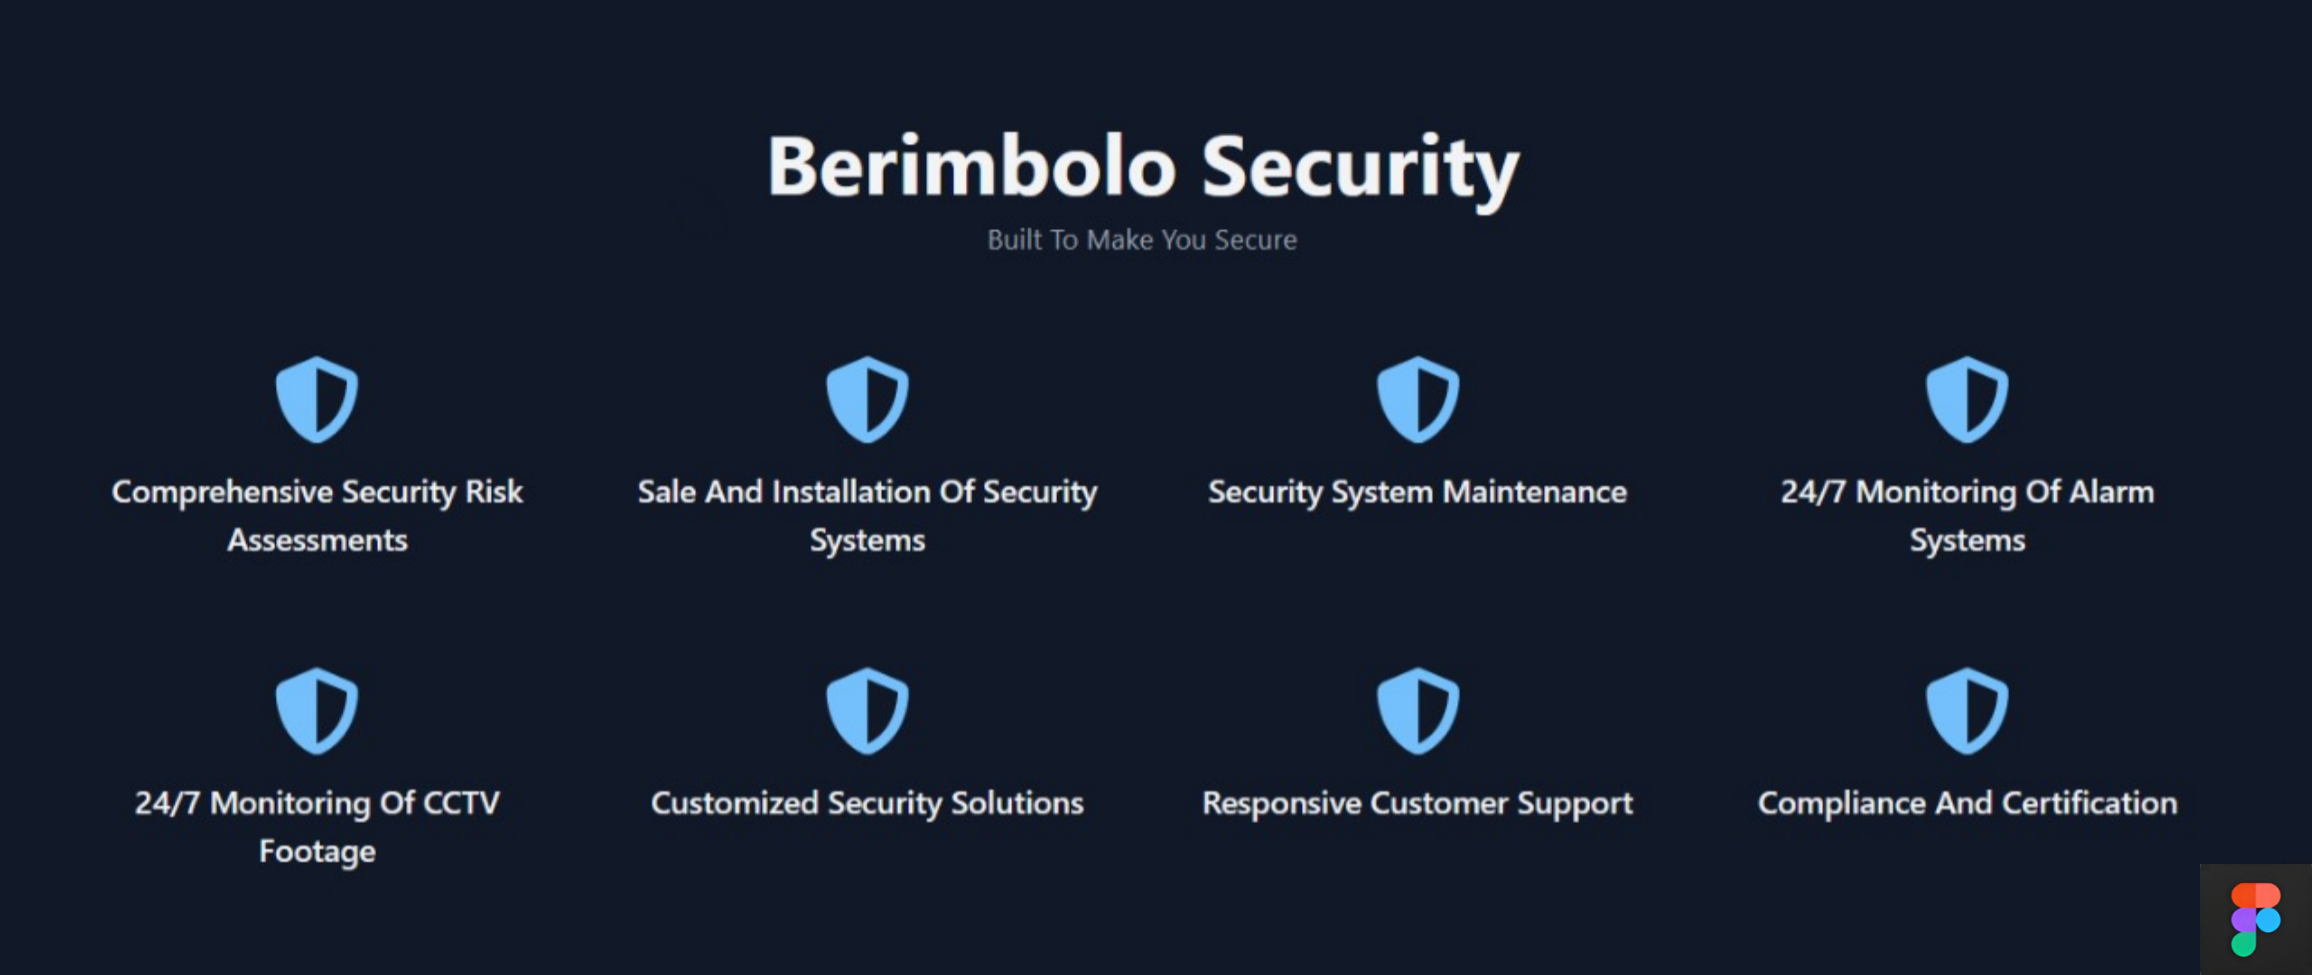 Berimbolo Security
Built To Make You Secure
Comprehensive Security Risk
Assessments
Sale And Installation Of Security
Systems
Security System Maintenance
24/7 Monitoring Of Alarm
Systems
24/7 Monitoring Of CCTV
Footage
Customized Security Solutions
Responsive Customer Support
Compliance And Certification